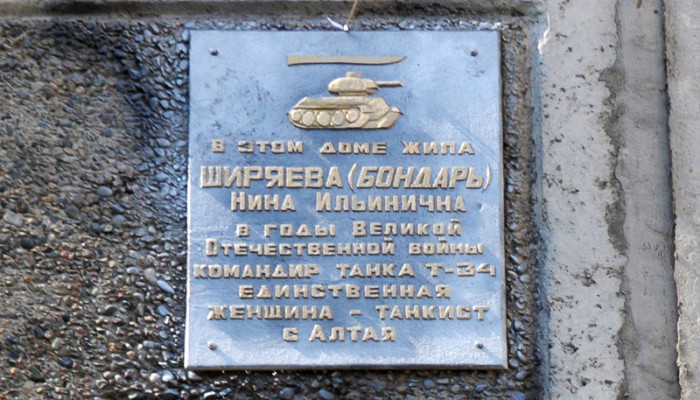 В ЭТОМ ДОМЕ ЖИЛА
ШИРЯЕВА (БОНДАРЬ)
НИНА ИЛЬИНИЧНА
В ГОДЫ ВЕЛИКОЙ
ОТЕЧЕСТВЕННОЙ ВОЙНЫ
КОМАНДИР ТАНКА Т-34
ЕДИНСТВЕННАЯ
ЖЕНЩИНА - ТАНКИСТ
С АЛТАЯ